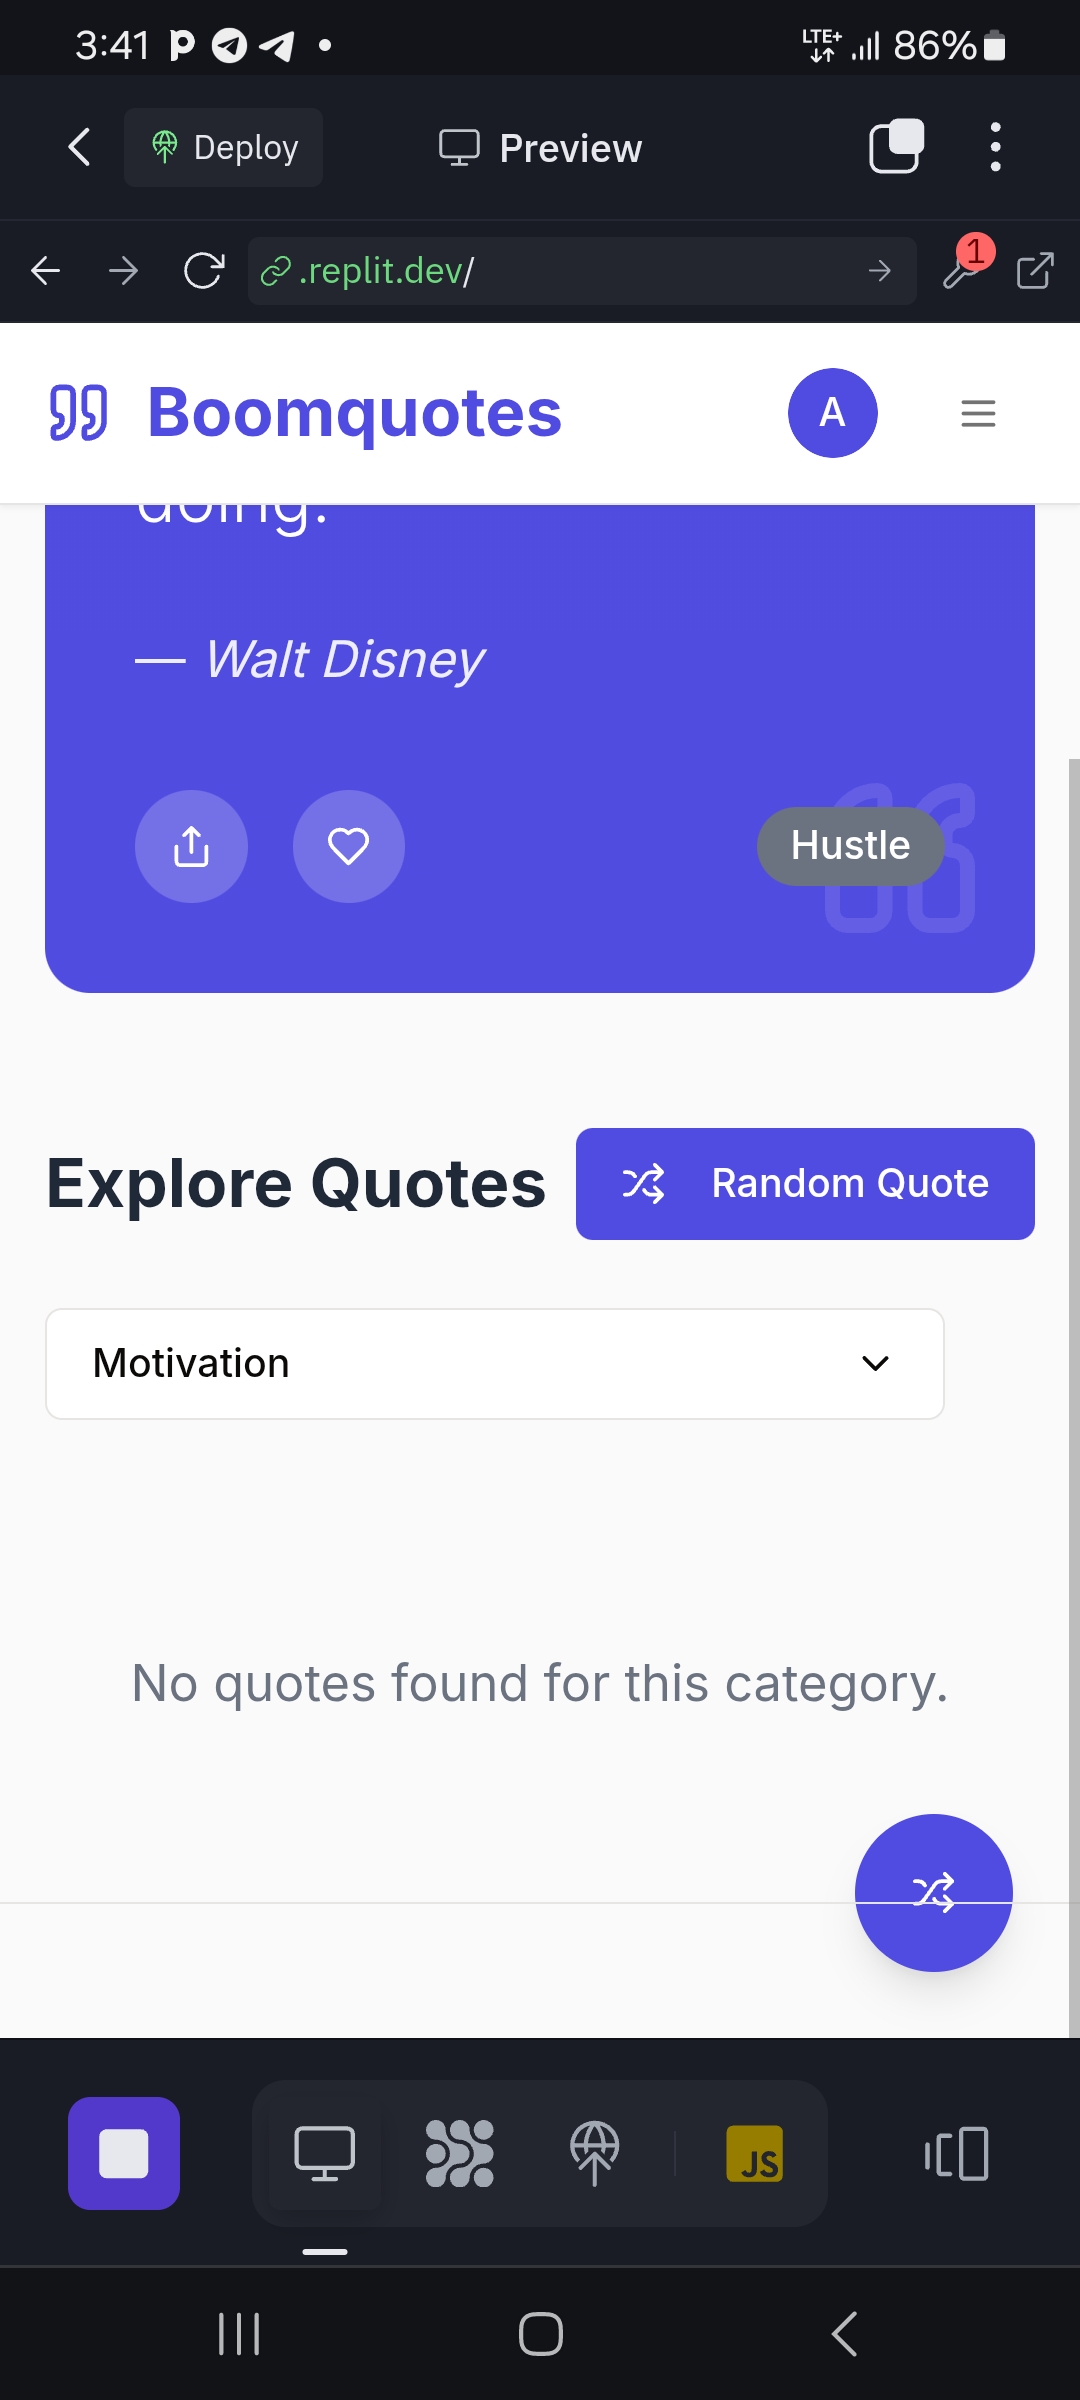 3:41
LTE+
86%
Deploy
Preview
.replit.dev/
1
Boomquotes
A
doing.
— Walt Disney
Hustle
Explore Quotes
Random Quote
Motivation
No quotes found for this category.
JS